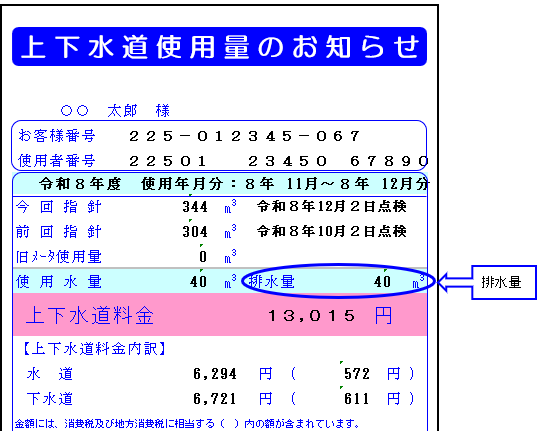 上下水道使用量のお知らせ
○○ 太郎 様
お客様番号 225-012345-067
使用者番号 22501 23450 67890
令和8年度 使用年月分：8年 11月～8年 12月分
今回指針 344 m³ 令和8年12月2日点検
前回指針 304 m³ 令和8年10月2日点検
旧ﾒｰﾀ使用量 0 m³
使用水量 40 m³ 排水量 40 m³ 排水量
上下水道料金 13,015 円
【上下水道料金内訳】
水 道 6,294 円 ( 572 円 )
下水道 6,721 円 ( 611 円 )
金額には、消費税及び地方消費税に相当する（ ）内の額が含まれています。